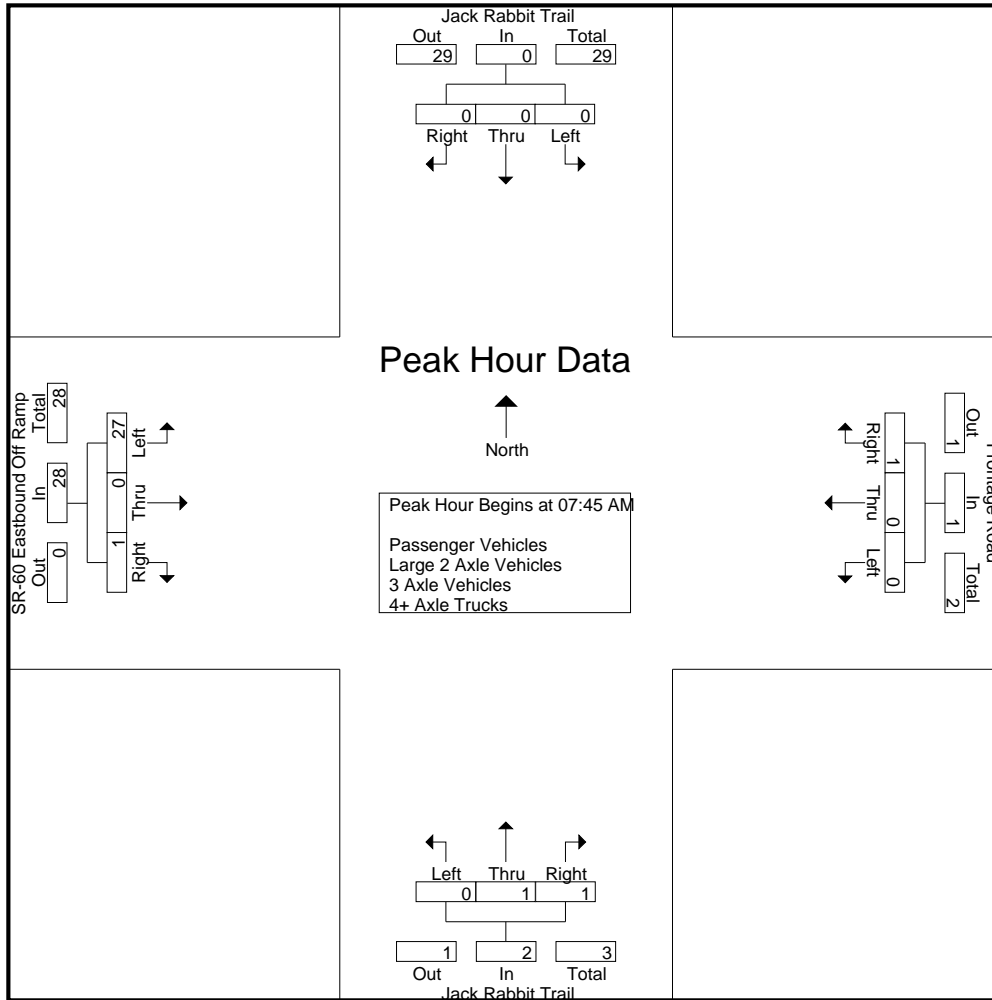 Jack Rabbit Trail
Out In Total
29 0 29
0 0 0
Right Thru Left
Peak Hour Data
North
Peak Hour Begins at 07:45 AM
Passenger Vehicles
Large 2 Axle Vehicles
3 Axle Vehicles
4+ Axle Trucks
SR-60 Eastbound Off Ramp
Out In Total
0 28 28
27 0 1
Left Thru Right
Frontage Road
Out In Total
1 1 2
1 0 0
Right Thru Left
Left Thru Right
0 1 1
1 2 3
Out In Total
Jack Rabbit Trail